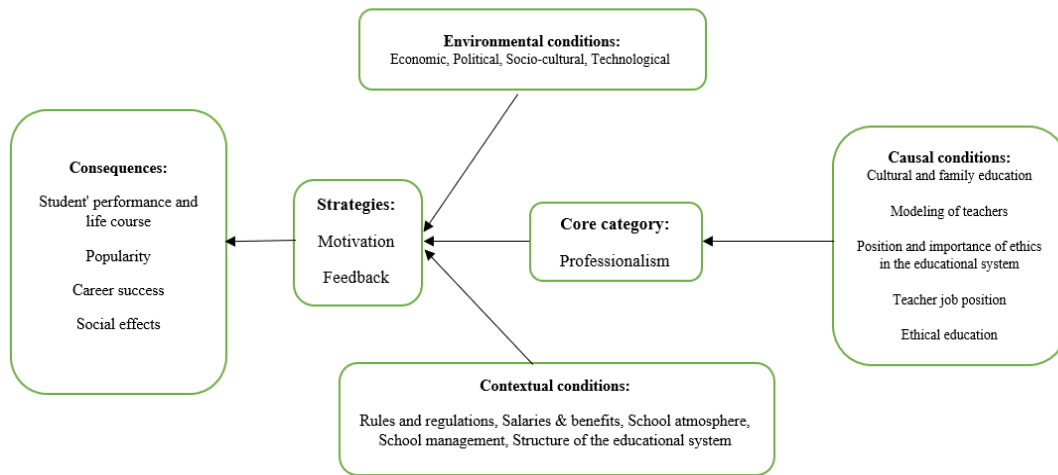 Environmental conditions:
Economic, Political, Socio-cultural, Technological
Consequences:
Student' performance and
life course
Popularity
Career success
Social effects
Strategies:
Motivation
Feedback
Core category:
Professionalism
Causal conditions:
Cultural and family education
Modeling of teachers
Position and importance of ethics
in the educational system
Teacher job position
Ethical education
Contextual conditions:
Rules and regulations, Salaries & benefits, School atmosphere,
School management, Structure of the educational system